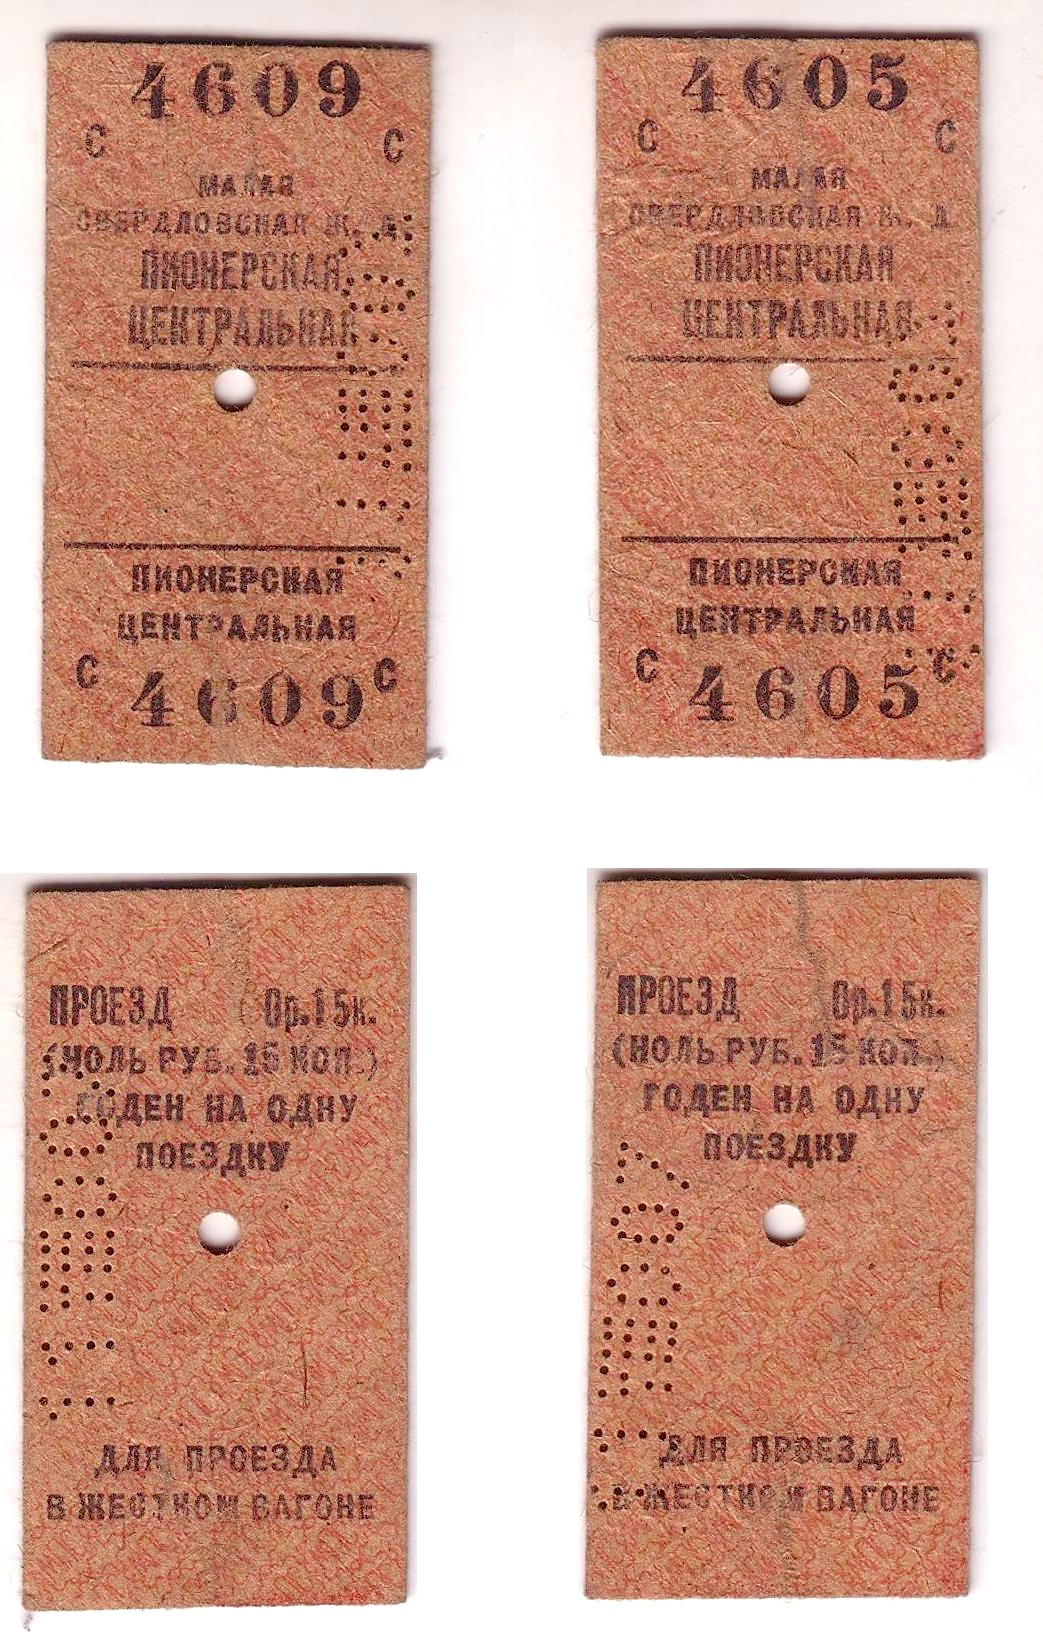 4609
С С
МАЛАЯ
СВЕРДЛОВСКАЯ Ж. Д.
ПИОНЕРСКАЯ
ЦЕНТРАЛЬНАЯ
ПИОНЕРСКАЯ
ЦЕНТРАЛЬНАЯ
С 4609 С
4605
С С
МАЛАЯ
СВЕРДЛОВСКАЯ Ж. Д.
ПИОНЕРСКАЯ
ЦЕНТРАЛЬНАЯ
ПИОНЕРСКАЯ
ЦЕНТРАЛЬНАЯ
С 4605 С
ПРОЕЗД 0р.15к.
(НОЛЬ РУБ. 15 КОП.)
ГОДЕН НА ОДНУ
ПОЕЗДКУ
ДЛЯ ПРОЕЗДА
В ЖЕСТКОМ ВАГОНЕ
ПРОЕЗД 0р.15к.
(НОЛЬ РУБ. 15 КОП.)
ГОДЕН НА ОДНУ
ПОЕЗДКУ
ДЛЯ ПРОЕЗДА
В ЖЕСТКОМ ВАГОНЕ